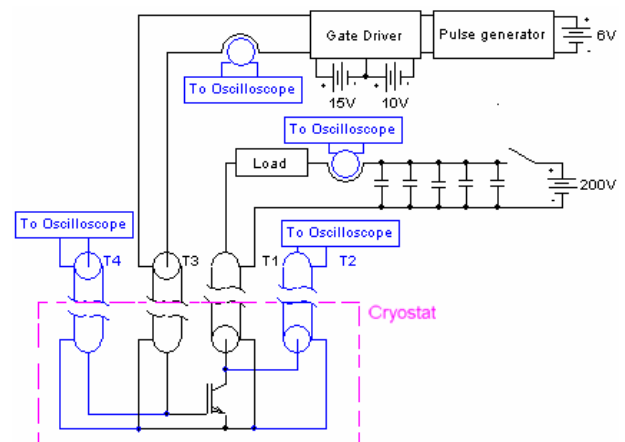 Gate Driver
Pulse generator
+
6V
-
To Oscilloscope
+ - + -
15V
10V
To Oscilloscope
Load
+
200V
-
To Oscilloscope
To Oscilloscope
T4
T3
T1
T2
Cryostat